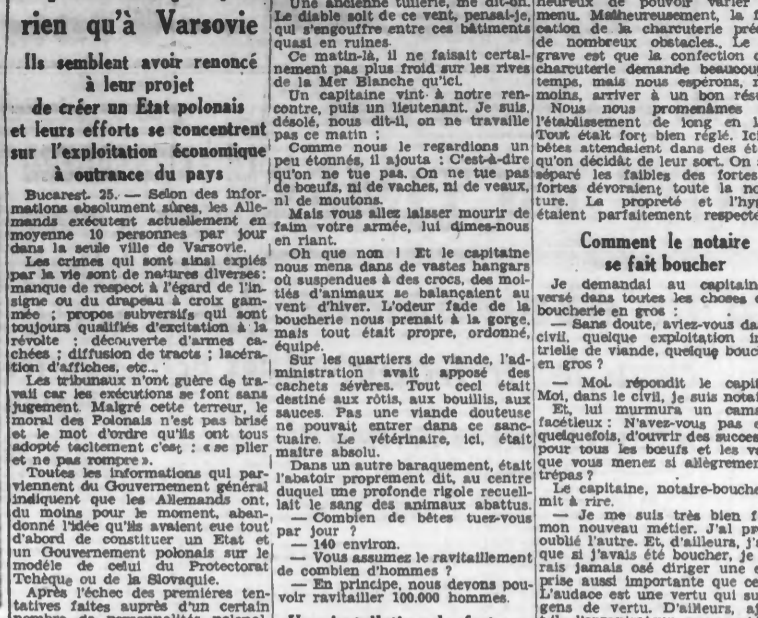 rien qu'à Varsovie
Ils semblent avoir renoncé
à leur projet
de créer un Etat polonais
et leurs efforts se concentrent
sur l'exploitation économique
à outrance du pays
Bucarest. 25. — Selon des infor-
mations absolument sûres, les Alle-
mands exécutent actuellement en
moyenne 10 personnes par jour
dans la seule ville de Varsovie.
Les crimes qui sont ainsi expiés
par la vie sont de natures diverses:
manque de respect à l'égard de l'in-
signe ou du drapeau à croix gam-
mée ; propos subversifs qui sont
toujours qualifiés d'excitation à la
révolte ; découverte d'armes ca-
chées ; diffusion de tracts ; lacéra-
tion d'affiches, etc...
Les tribunaux n'ont guère de tra-
vail car les exécutions se font sans
jugement. Malgré cette terreur, le
moral des Polonais n'est pas brisé
et le mot d'ordre qu'ils ont tous
adopté tacitement c'est : « se plier
et ne pas rompre ».
Toutes les informations qui par-
viennent du Gouvernement général
indiquent que les Allemands ont,
du moins pour le moment, aban-
donné l'idée qu'ils avaient eue tout
d'abord de constituer un Etat et
un Gouvernement polonais sur le
modéle de celui du Protectorat
Tchèque ou de la Slovaquie.
Après l'échec des premiéres ten-
tatives faites auprès d'un certain
nombre de personnalités polonai-
Une ancienne tuilerie, me dit-on.
Le diable soit de ce vent, pensai-je,
qui s'engouffre entre ces bâtiments
quasi en ruines.
Ce matin-là, il ne faisait certai-
nement pas plus froid sur les rives
de la Mer Blanche qu'ici.
Un capitaine vint à notre ren-
contre, puis un lieutenant. Je suis,
désolé, nous dit-il, on ne travaille
pas ce matin :
Comme nous le regardions un
peu étonnés, il ajouta : C'est-à-dire
qu'on ne tue pas. On ne tue pas
de bœufs, ni de vaches, ni de veaux,
ni de moutons.
Mais vous allez laisser mourir de
faim votre armée, lui dîmes-nous
en riant.
Oh que non ! Et le capitaine
nous mena dans de vastes hangars
où suspendues à des crocs, des moi-
tiés d'animaux se balançaient au
vent d'hiver. L'odeur fade de la
boucherie nous prenait à la gorge,
mais tout était propre, ordonné,
équipé.
Sur les quartiers de viande, l'ad-
ministration avait apposé des
cachets sévères. Tout ceci était
destiné aux rôtis, aux bouillis, aux
sauces. Pas une viande douteuse
ne pouvait entrer dans ce sanc-
tuaire. Le vétérinaire, ici, était
maître absolu.
Dans un autre baraquement, était
l'abatoir proprement dit, au centre
duquel une profonde rigole recueil-
lait le sang des animaux abattus.
— Combien de bêtes tuez-vous
par jour ?
— 140 environ.
— Vous assumez le ravitaillement
de combien d'hommes ?
— En principe, nous devons pou-
voir ravitailler 100.000 hommes.
heureux de pouvoir varier
menu. Malheureusement, la f
cation de la charcuterie pré
de nombreux obstacles.. Le
grave est que la confection d
charcuterie demande beaucou
temps, mais nous espérons, n
moins, arriver à un bon rés
Nous nous promenâmes
l'établissement de long en l
Tout était fort bien réglé. Ici
bêtes attendaient dans des ét
qu'on décidât de leur sort. On
séparé les faibles des fortes
fortes dévoraient toute la no
ture. La propreté et l'hy
étaient parfaitement respecté
Comment le notaire
se fait boucher
Je demandai au capitain
versé dans toutes les choses
boucherie en gros :
— Sans doute, aviez-vous da
civil, quelque exploitation in
trielle de viande, quelque bouc
en gros ?
— Moi. répondit le capit
Moi, dans le civil, je suis notai
Et, lui murmura un cama
facétieux : N'avez-vous pas e
quelquefois, d'ouvrir des succes
pour tous les bœufs et les ve
que vous menez si allègremen
trépas ?
Le capitaine, notaire-bouche
mit à rire.
— Je me suis très bien f
mon nouveau métier. J'ai pr
oublié l'autre. Et, d'ailleurs, j'a
que si j'avais été boucher, je
rais jamais osé diriger une e
prise aussi importante que ce
L'audace est une vertu qui su
gens de vertu. D'ailleurs, aj